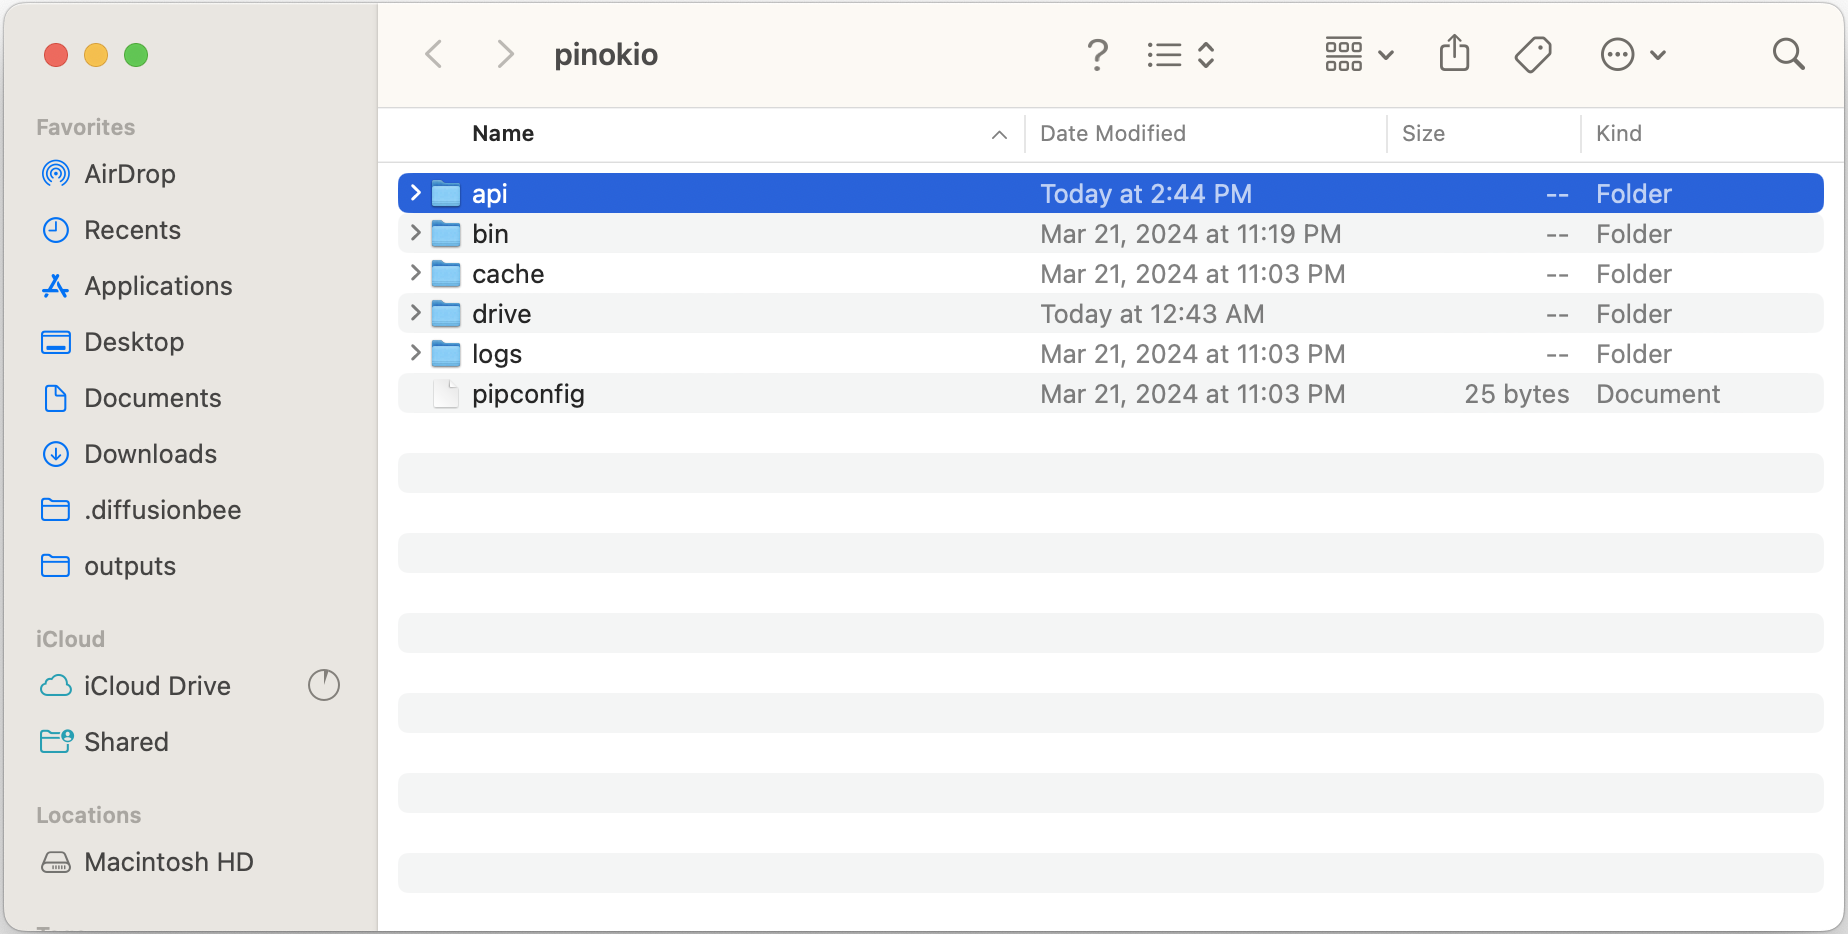 pinokio
Favorites
AirDrop
Recents
Applications
Desktop
Documents
Downloads
.diffusionbee
outputs
iCloud
iCloud Drive
Shared
Locations
Macintosh HD
Name Date Modified Size Kind
api Today at 2:44 PM -- Folder
bin Mar 21, 2024 at 11:19 PM -- Folder
cache Mar 21, 2024 at 11:03 PM -- Folder
drive Today at 12:43 AM -- Folder
logs Mar 21, 2024 at 11:03 PM -- Folder
pipconfig Mar 21, 2024 at 11:03 PM 25 bytes Document